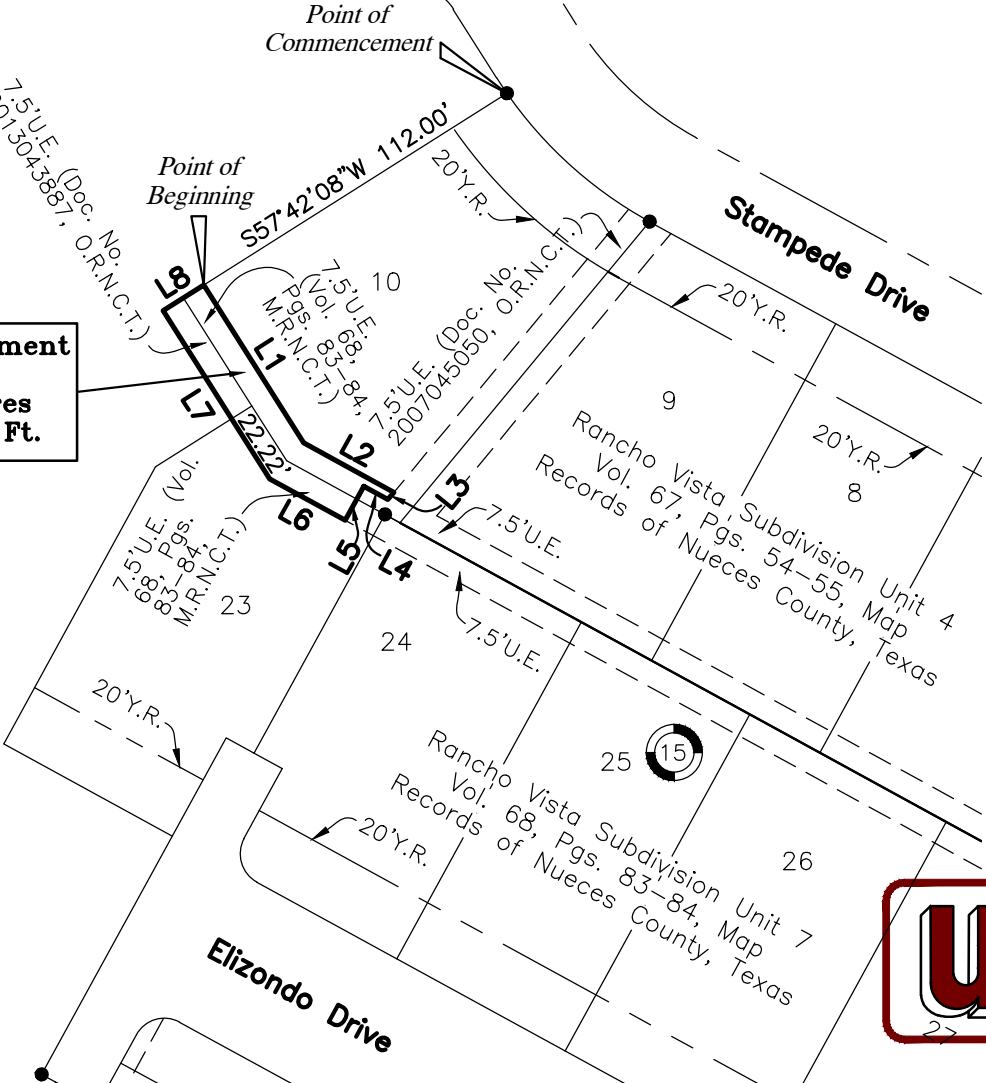 Point of
Commencement
S57°42'08"W 112.00'
20'Y.R.
Stampede Drive
7.5'U.E. (Doc. No.
2013043887, O.R.N.C.T.)
Point of
Beginning
L8
L1
L2
L3
L4
L5
L6
L7
22.22'
7.5'U.E
(Vol. 68,
Pgs. 83-84,
M.R.N.C.T.)
10
7.5'U.E. (Doc. No.
2007045050, O.R.N.C.T.)
20'Y.R.
9
20'Y.R.
8
Rancho Vista Subdivision Unit 4
Vol. 67, Pgs. 54-55, Map
Records of Nueces County, Texas
Ft.
7.5'U.E. (Vol.
68, Pgs.
83-84,
M.R.N.C.T.)
23
7.5'U.E.
7.5'U.E.
24
20'Y.R.
25
15
26
Rancho Vista Subdivision Unit 7
Vol. 68, Pgs. 83-84, Map
Records of Nueces County, Texas
20'Y.R.
Elizondo Drive
u
27